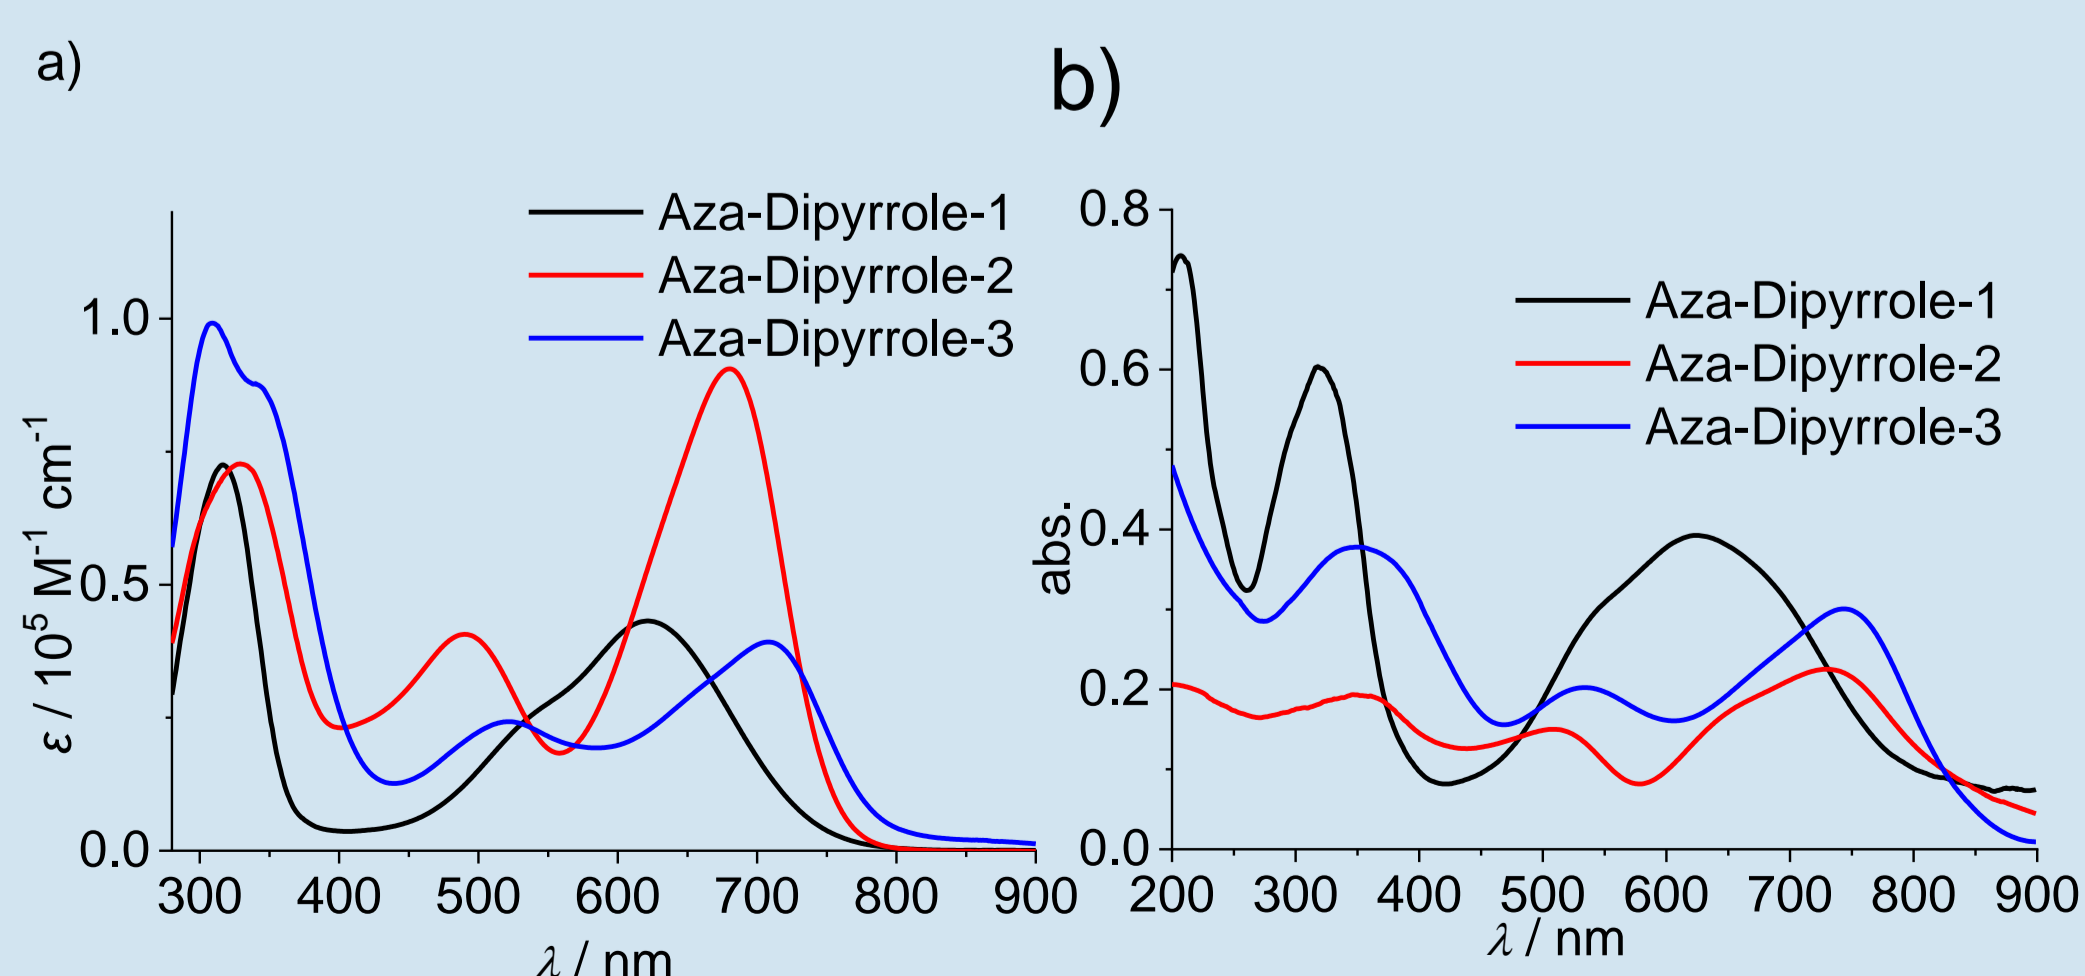 a)
Aza-Dipyrrole-1
Aza-Dipyrrole-2
Aza-Dipyrrole-3
1.0
0.5
0.0
ε / 10⁵ M⁻¹ cm⁻¹
300 400 500 600 700 800 900
λ / nm
b)
Aza-Dipyrrole-1
Aza-Dipyrrole-2
Aza-Dipyrrole-3
0.8
0.6
0.4
0.2
0.0
abs.
200 300 400 500 600 700 800 900
λ / nm